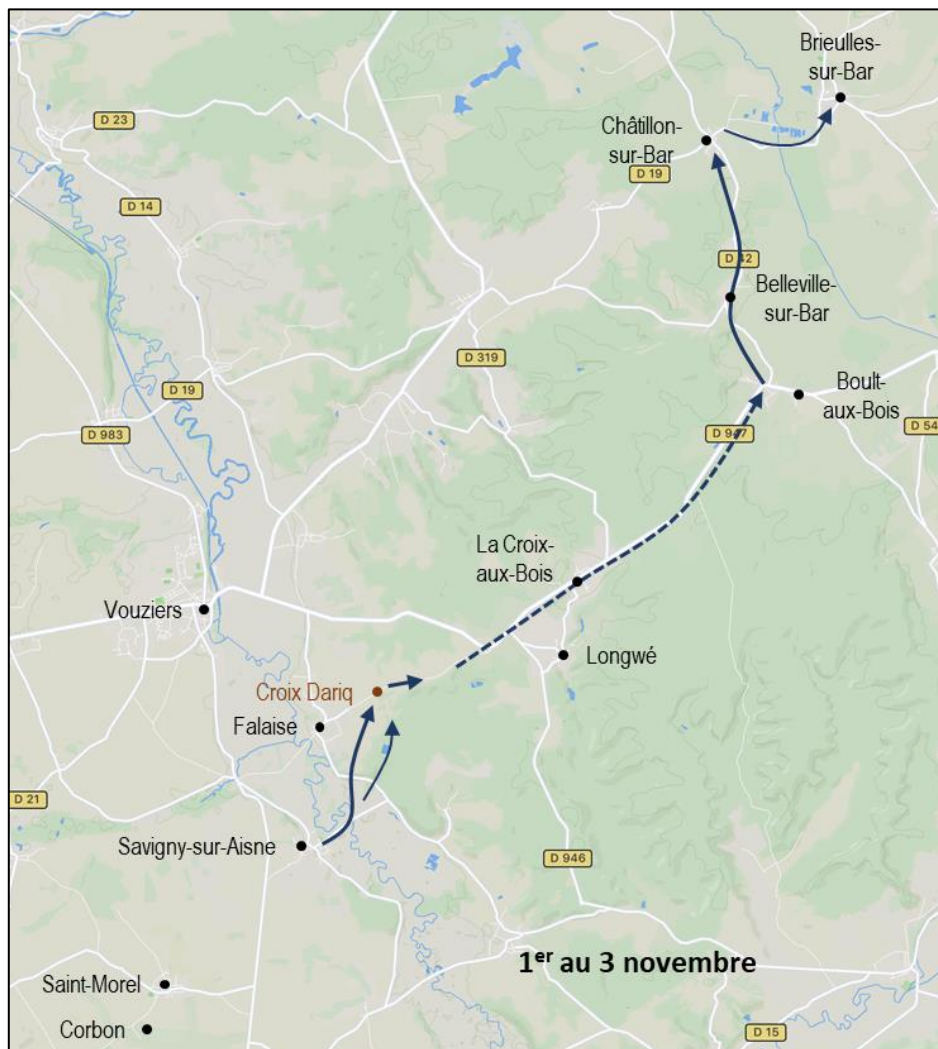 Brieulles-
sur-Bar
D 23
Châtillon-
sur-Bar
D 19
D 14
D 42
Belleville-
sur-Bar
D 319
D 19
Boult-
aux-Bois
D 983
D 947
D 54
La Croix-
aux-Bois
Vouziers
Longwé
Croix Dariq
Falaise
D 21
Savigny-sur-Aisne
D 946
1er au 3 novembre
Saint-Morel
Corbon
D 15